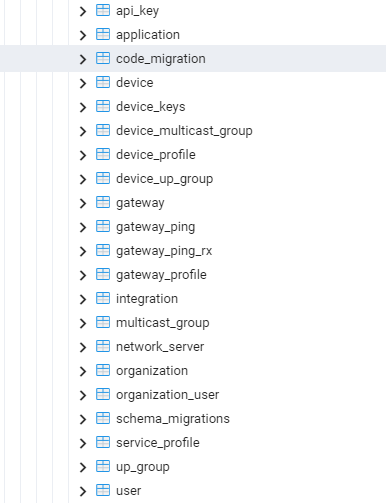 api_key
application
code_migration
device
device_keys
device_multicast_group
device_profile
device_up_group
gateway
gateway_ping
gateway_ping_rx
gateway_profile
integration
multicast_group
network_server
organization
organization_user
schema_migrations
service_profile
up_group
user